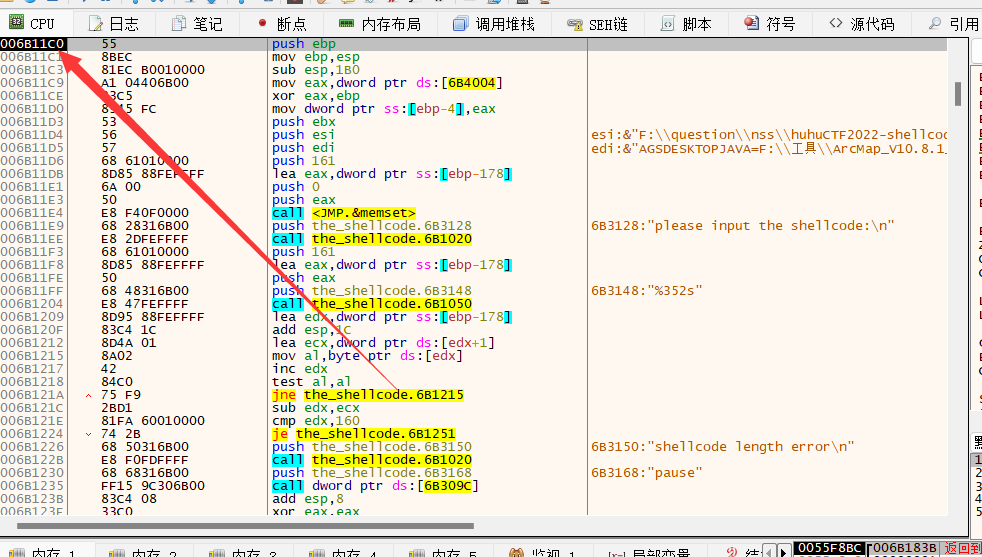 CPU 日志 笔记 断点 内存布局 调用堆栈 SEH链 脚本 符号 源代码 引用
006B11C0 55 push ebp
006B11C1 8BEC mov ebp,esp
006B11C3 81EC B0010000 sub esp,1B0
006B11C9 A1 04406B00 mov eax,dword ptr ds:[6B4004]
006B11CE 33C5 xor eax,ebp
006B11D0 8945 FC mov dword ptr ss:[ebp-4],eax
006B11D3 53 push ebx
006B11D4 56 push esi esi:&"F:\\question\\nss\\huhuCTF2022-shellcod
006B11D5 57 push edi edi:&"AGSDESKTOPJAVA=F:\\工具\\ArcMap_V10.8.1_
006B11D6 68 61010000 push 161
006B11DB 8D85 88FEFFFF lea eax,dword ptr ss:[ebp-178]
006B11E1 6A 00 push 0
006B11E3 50 push eax
006B11E4 E8 F40F0000 call <JMP.&memset>
006B11E9 68 28316B00 push the_shellcode.6B3128 6B3128:"please input the shellcode:\n"
006B11EE E8 2DFEFFFF call the_shellcode.6B1020
006B11F3 68 61010000 push 161
006B11F8 8D85 88FEFFFF lea eax,dword ptr ss:[ebp-178]
006B11FE 50 push eax
006B11FF 68 48316B00 push the_shellcode.6B3148 6B3148:"%352s"
006B1204 E8 47FEFFFF call the_shellcode.6B1050
006B1209 8D95 88FEFFFF lea edx,dword ptr ss:[ebp-178]
006B120F 83C4 1C add esp,1C
006B1212 8D4A 01 lea ecx,dword ptr ds:[edx+1]
006B1215 8A02 mov al,byte ptr ds:[edx]
006B1217 42 inc edx
006B1218 84C0 test al,al
006B121A 75 F9 jne the_shellcode.6B1215
006B121C 2BD1 sub edx,ecx
006B121E 81FA 60010000 cmp edx,160
006B1224 74 2B je the_shellcode.6B1251
006B1226 68 50316B00 push the_shellcode.6B3150 6B3150:"shellcode length error\n"
006B122B E8 F0FDFFFF call the_shellcode.6B1020
006B1230 68 68316B00 push the_shellcode.6B3168 6B3168:"pause"
006B1235 FF15 9C306B00 call dword ptr ds:[6B309C]
006B123B 83C4 08 add esp,8
006B123E 33C0 xor eax,eax
内存 1 内存 2 内存 3 内存 4 内存 5 监视 1 局部变量 0055F8BC 006B183B 返回到